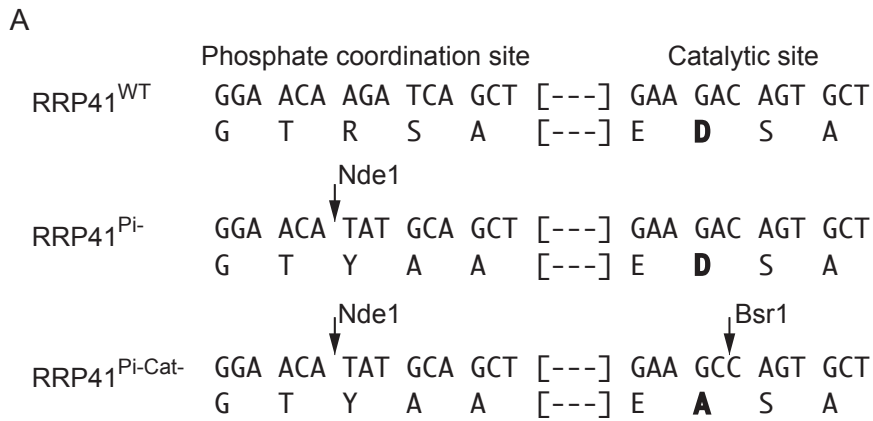 A
Phosphate coordination site Catalytic site
RRP41WT GGA ACA AGA TCA GCT [---] GAA GAC AGT GCT
G T R S A [---] E D S A
Nde1
RRP41Pi- GGA ACA TAT GCA GCT [---] GAA GAC AGT GCT
G T Y A A [---] E D S A
Nde1 Bsr1
RRP41Pi-Cat- GGA ACA TAT GCA GCT [---] GAA GCC AGT GCT
G T Y A A [---] E A S A